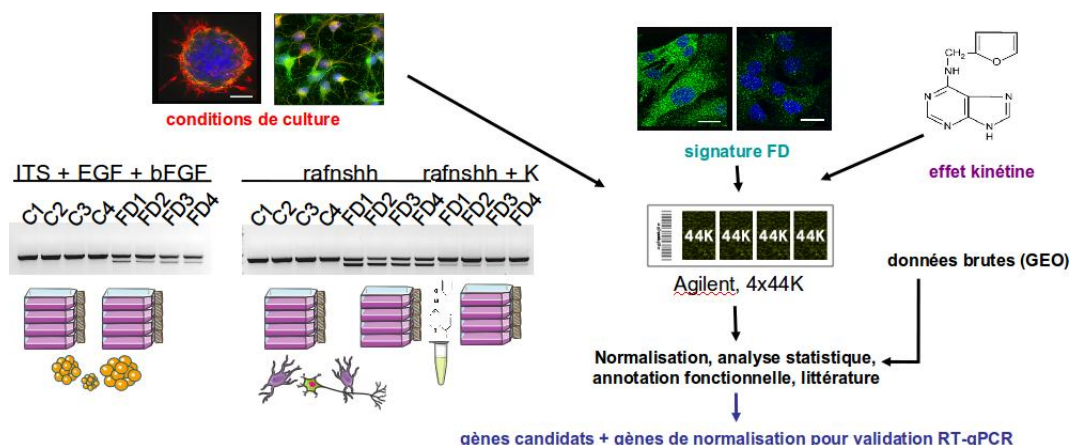 conditions de culture
signature FD
effet kinétine
CH2
O
NH
N
N
N
N
H
ITS + EGF + bFGF
rafnshh
rafnshh + K
C1 C2 C3 C4 FD1 FD2 FD3 FD4
C1 C2 C3 C4 FD1 FD2 FD3 FD4 FD1 FD2 FD3 FD4
44K 44K 44K 44K
Agilent, 4x44K
données brutes (GEO)
Normalisation, analyse statistique,
annotation fonctionnelle, littérature
gènes candidats + gènes de normalisation pour validation RT-qPCR